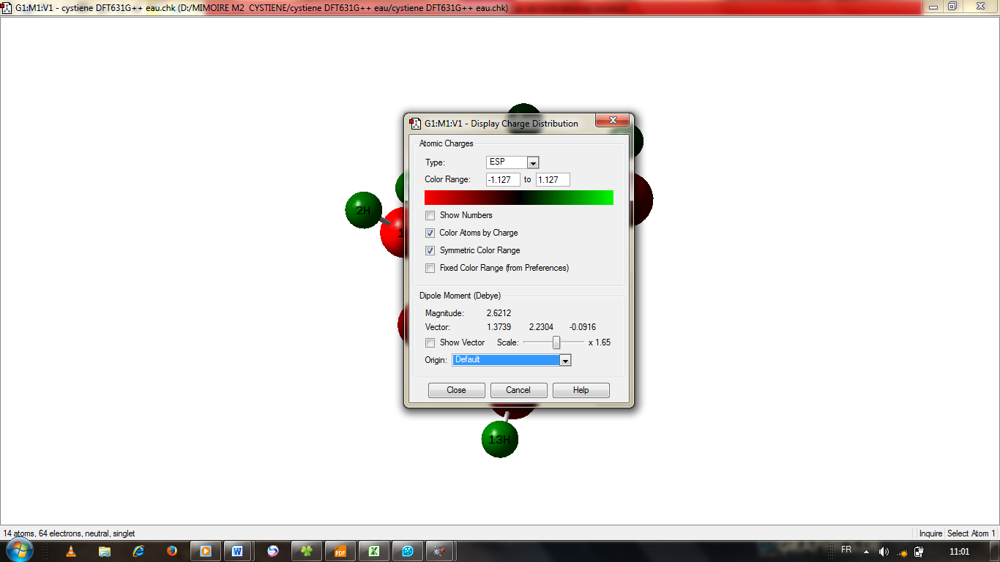 G1:M1:V1 - cystiene DFT631G++ eau.chk (D:/MIMOIRE M2  CYSTIENE/cystiene DFT631G++ eau/cystiene DFT631G++ eau.chk)
G1:M1:V1 - Display Charge Distribution
Atomic Charges
Type: ESP
Color Range: -1.127 to 1.127
2H
Show Numbers
1
Color Atoms by Charge
Symmetric Color Range
Fixed Color Range (from Preferences)
Dipole Moment (Debye)
Magnitude: 2.6212
Vector: 1.3739 2.2304 -0.0916
Show Vector Scale: x 1.65
Origin: Default
Close Cancel Help
13H
14 atoms, 64 electrons, neutral, singlet Inquire Select Atom 1
W PDF X FR 11:01